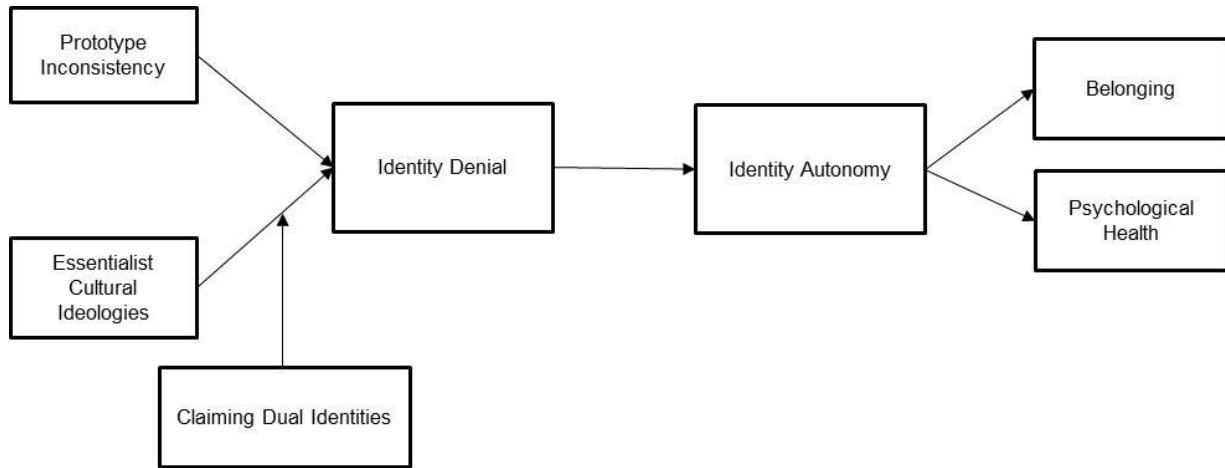 Prototype
Inconsistency
Essentialist
Cultural
Ideologies
Claiming Dual Identities
Identity Denial
Identity Autonomy
Belonging
Psychological
Health